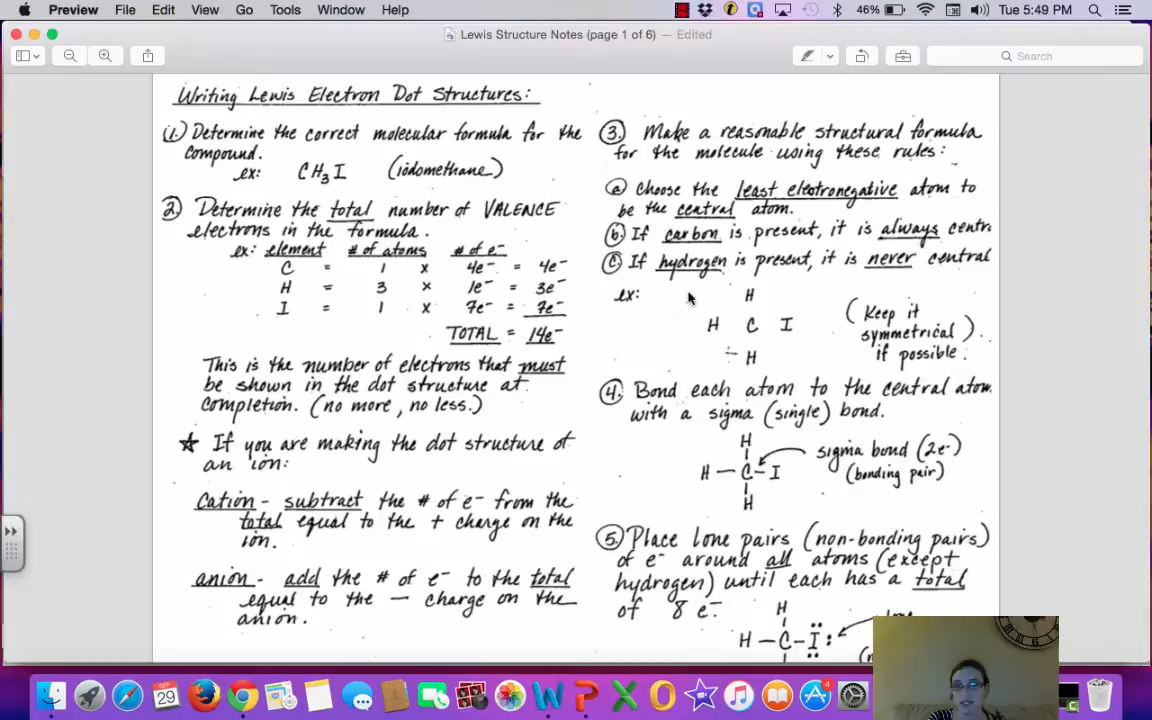 Preview File Edit View Go Tools Window Help 46% Tue 5:49 PM
Lewis Structure Notes (page 1 of 6) — Edited
Search
Writing Lewis Electron Dot Structures:
1. Determine the correct molecular formula for the
compound.
ex: CH3I (iodomethane)
2. Determine the total number of VALENCE
electrons in the formula.
ex: element # of atoms # of e-
C = 1 x 4e- = 4e-
H = 3 x 1e- = 3e-
I = 1 x 7e- = 7e-
TOTAL = 14e-
This is the number of electrons that must
be shown in the dot structure at
completion. (no more, no less.)
☆ If you are making the dot structure of
an ion:
Cation - subtract the # of e- from the
total equal to the + charge on the
ion.
anion - add the # of e- to the total
equal to the — charge on the
anion.
3. Make a reasonable structural formula
for the molecule using these rules:
a Choose the least electronegative atom to
be the central atom.
b. If carbon is present, it is always centr
c. If hydrogen is present, it is never central
ex: H
H C I
H
(Keep it
symmetrical
if possible.)
4. Bond each atom to the central atom
with a sigma (single) bond.
H
H — C — I
H
sigma bond (2e-)
(bonding pair)
5. Place lone pairs (non-bonding pairs)
of e- around all atoms (except
hydrogen) until each has a total
of 8 e-.
H
H — C — I
SEP
29
4